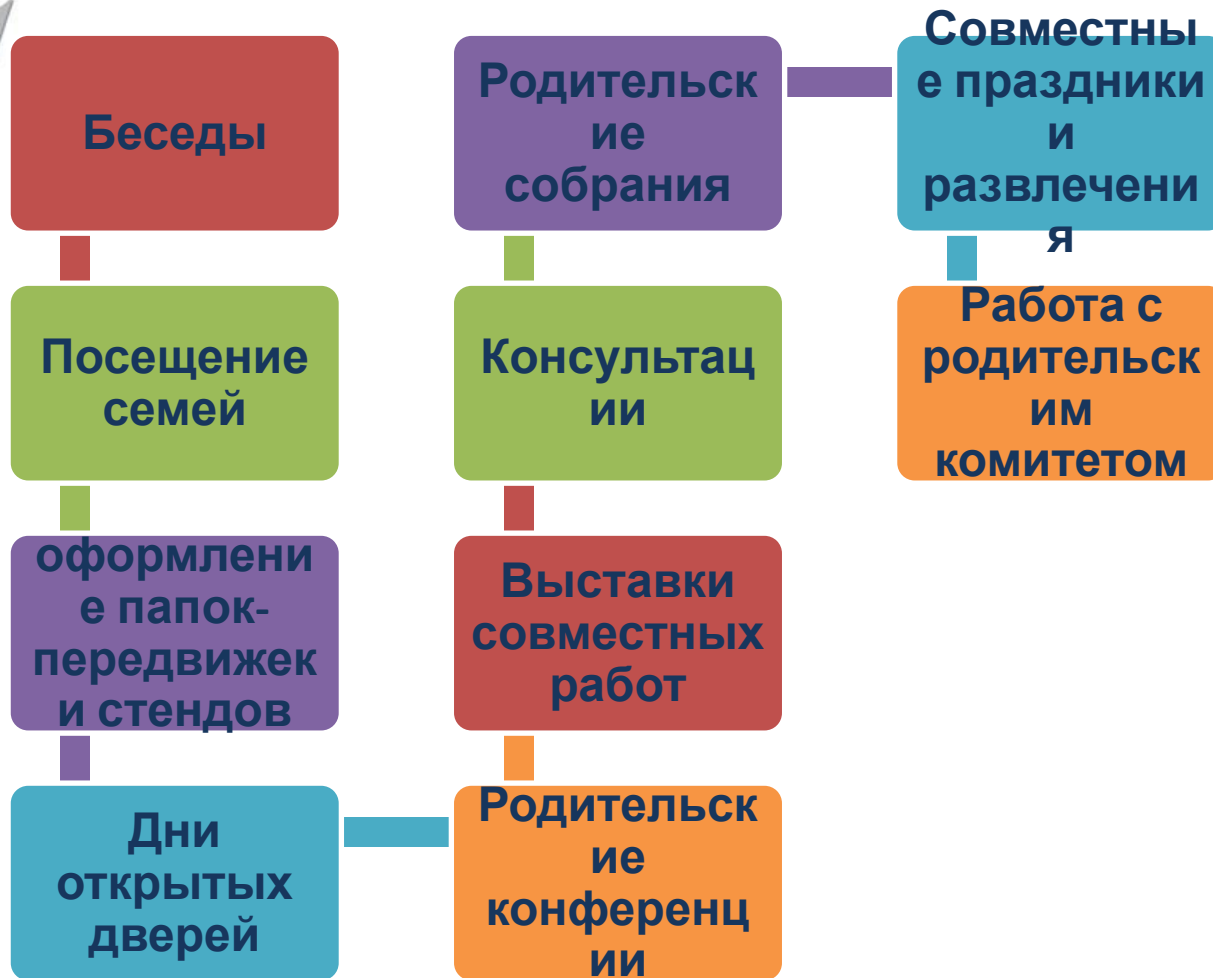 Беседы
Посещение
семей
оформлени
е папок-
передвижек
и стендов
Дни
открытых
дверей
Родительск
ие
конференц
ии
Выставки
совместных
работ
Консультац
ии
Родительск
ие
собрания
Совместны
е праздники
и
развлечени
я
Работа с
родительск
им
комитетом